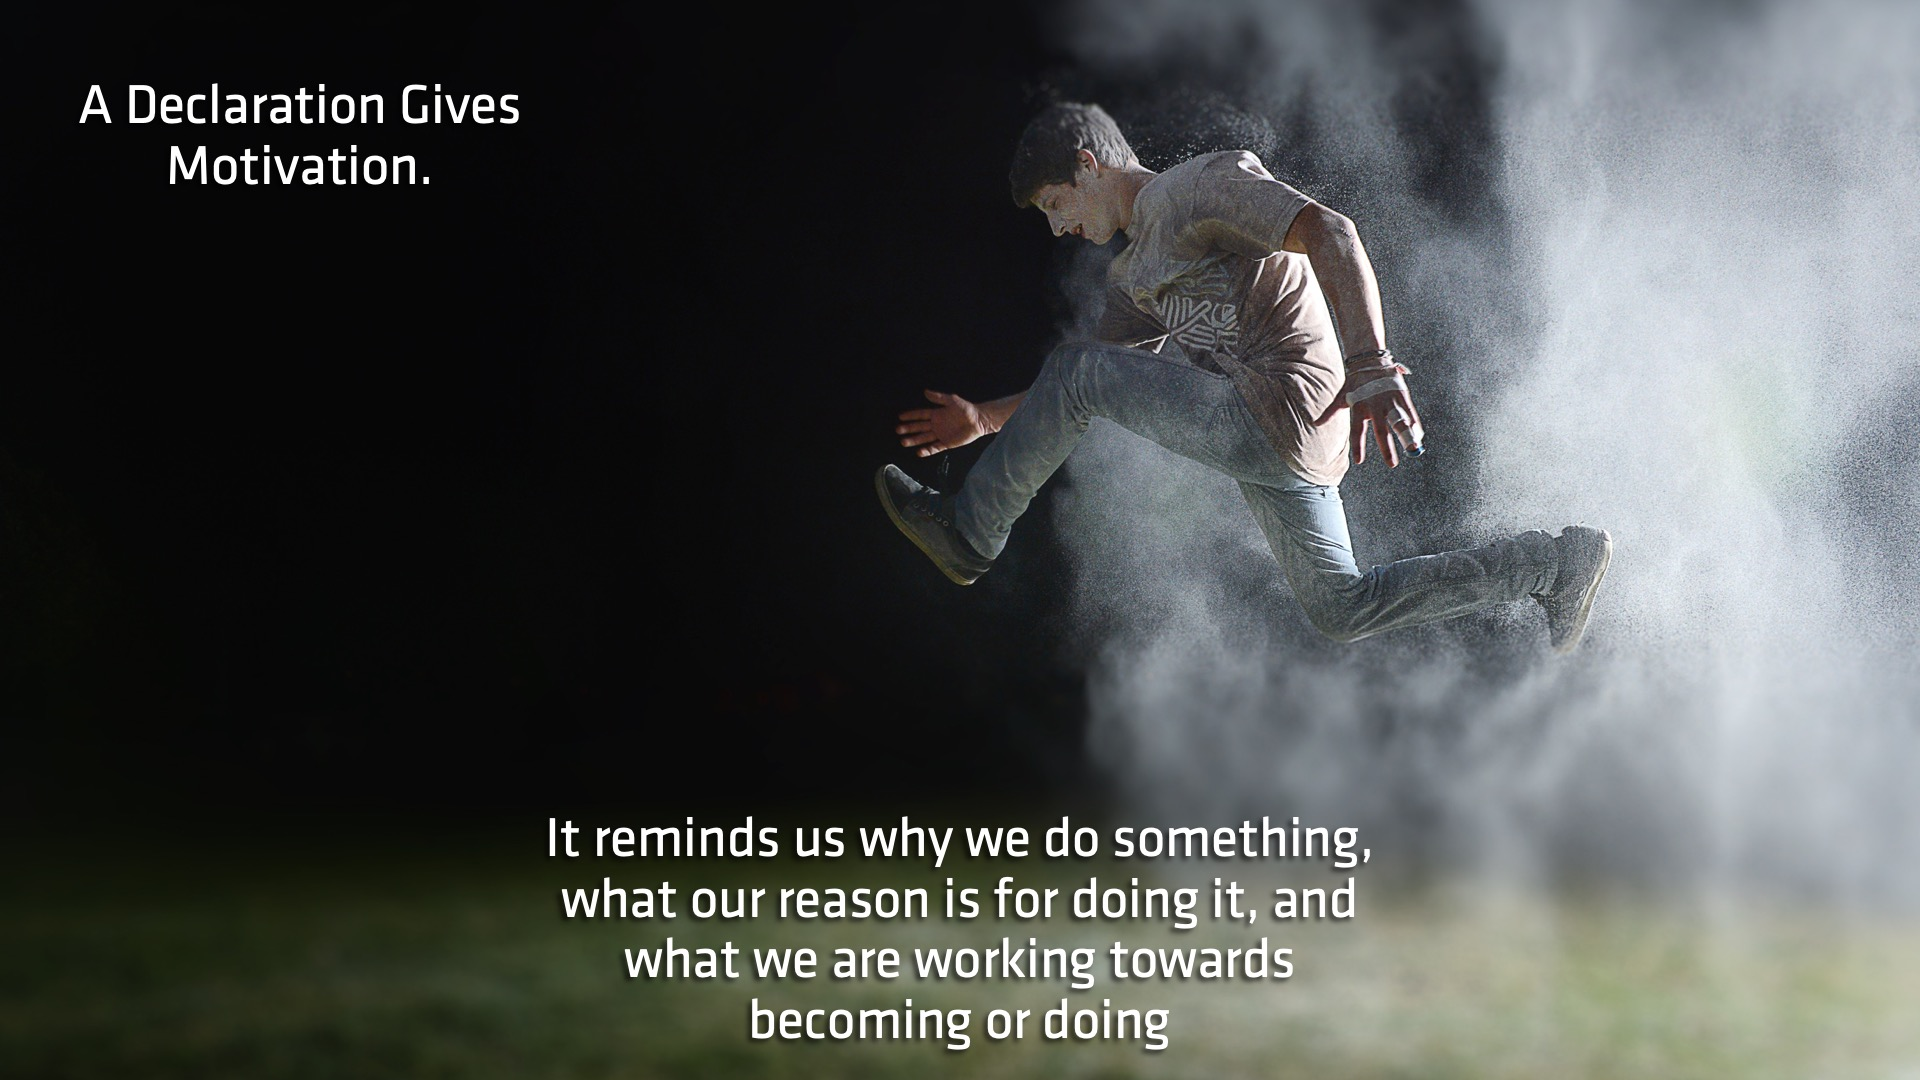 A Declaration Gives
Motivation.
It reminds us why we do something,
what our reason is for doing it, and
what we are working towards
becoming or doing